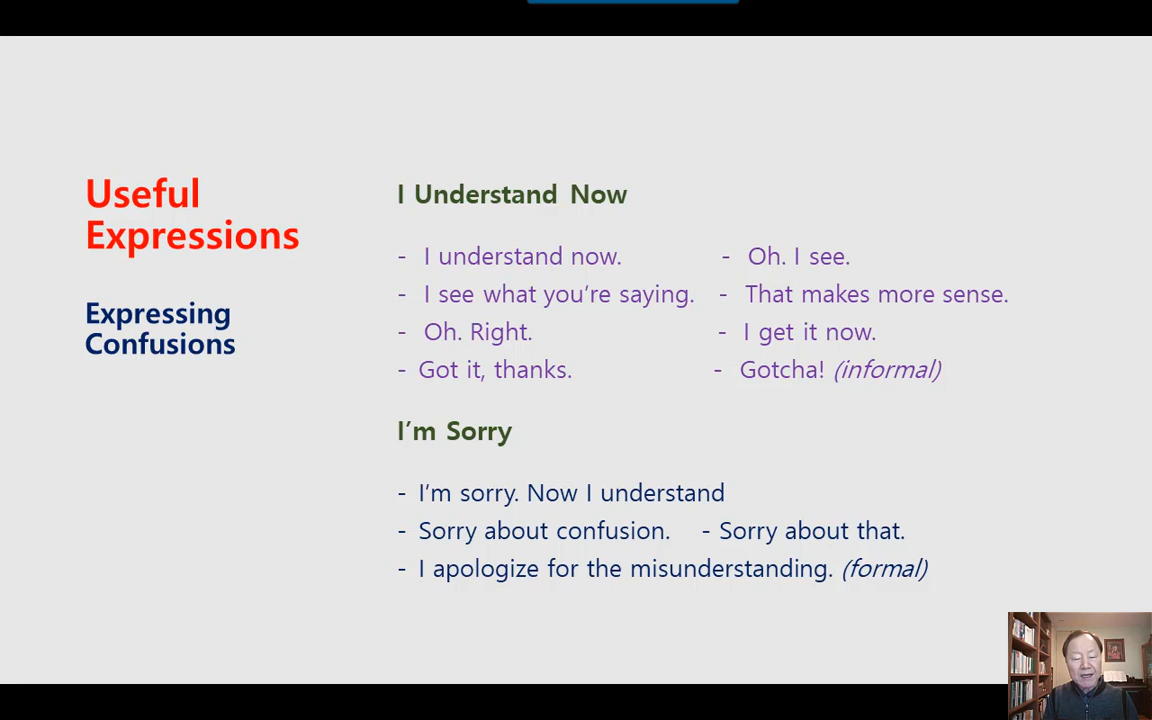 Useful
Expressions
Expressing
Confusions
I Understand Now
- I understand now. - Oh. I see.
- I see what you’re saying. - That makes more sense.
- Oh. Right. - I get it now.
- Got it, thanks. - Gotcha! (informal)
I’m Sorry
- I’m sorry. Now I understand
- Sorry about confusion. - Sorry about that.
- I apologize for the misunderstanding. (formal)